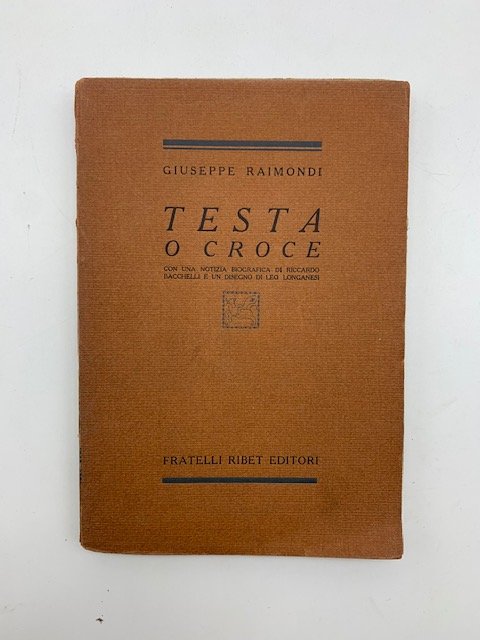 GIUSEPPE RAIMONDI
TESTA
O CROCE
CON UNA NOTIZIA BIOGRAFICA DI RICCARDO
BACCHELLI E UN DISEGNO DI LEO LONGANESI
FRATELLI RIBET EDITORI